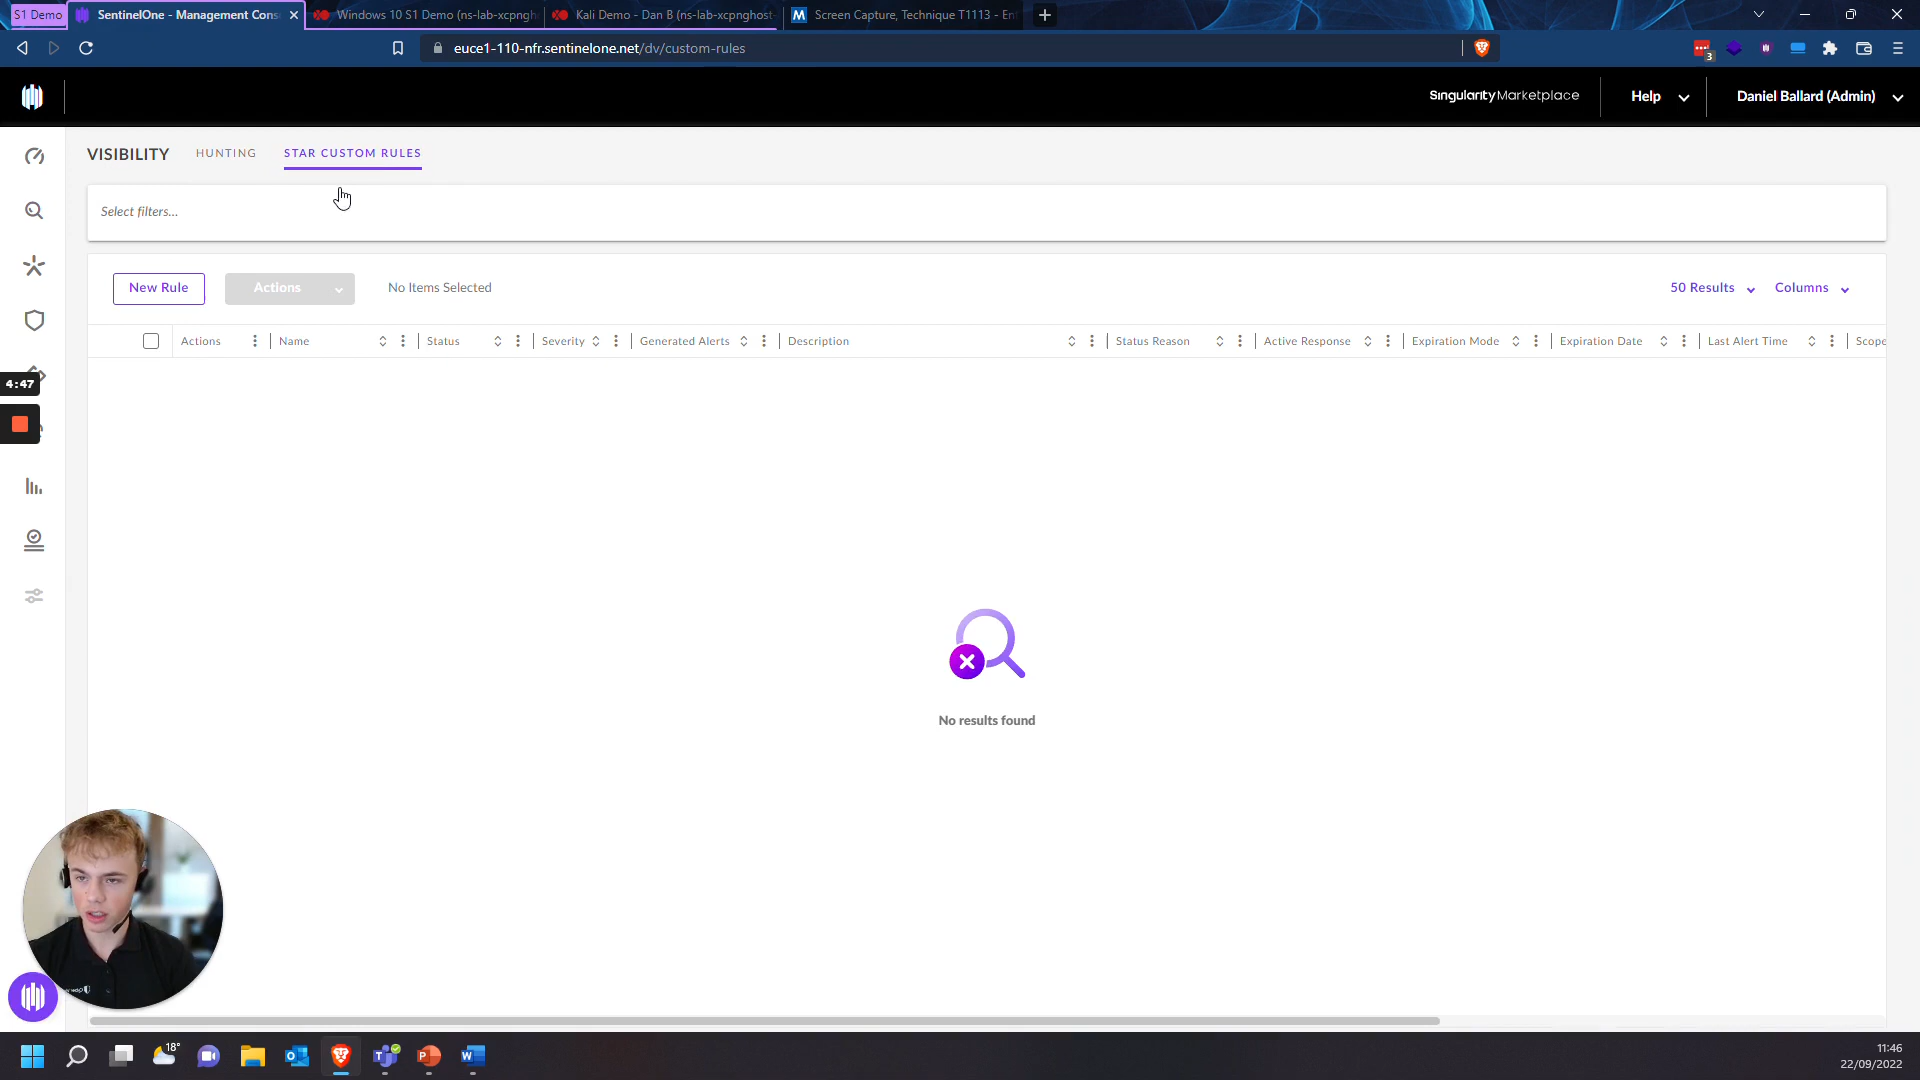 S1 Demo
SentinelOne - Management Cons
Windows 10 S1 Demo (ns-lab-xcpngh
Kali Demo - Dan B (ns-lab-xcpnghost
Screen Capture, Technique T1113 - En
euce1-110-nfr.sentinelone.net/dv/custom-rules
3
SingularityMarketplace
Help
Daniel Ballard (Admin)
VISIBILITY
HUNTING
STAR CUSTOM RULES
Select filters...
New Rule
Actions
No Items Selected
50 Results
Columns
Actions
Name
Status
Severity
Generated Alerts
Description
Status Reason
Active Response
Expiration Mode
Expiration Date
Last Alert Time
Scope
4:47
No results found
18°
11:46
22/09/2022